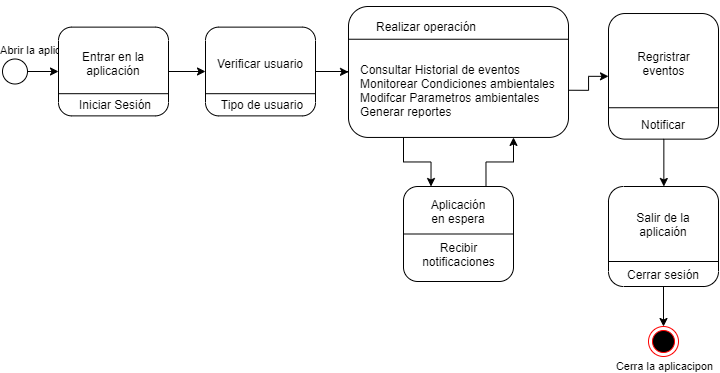 Abrir la aplic
Entrar en la
aplicación
Iniciar Sesión
Verificar usuario
Tipo de usuario
Realizar operación
Consultar Historial de eventos
Monitorear Condiciones ambientales
Modifcar Parametros ambientales
Generar reportes
Aplicación
en espera
Recibir
notificaciones
Regristrar
eventos
Notificar
Salir de la
aplicaión
Cerrar sesión
Cerra la aplicacipon